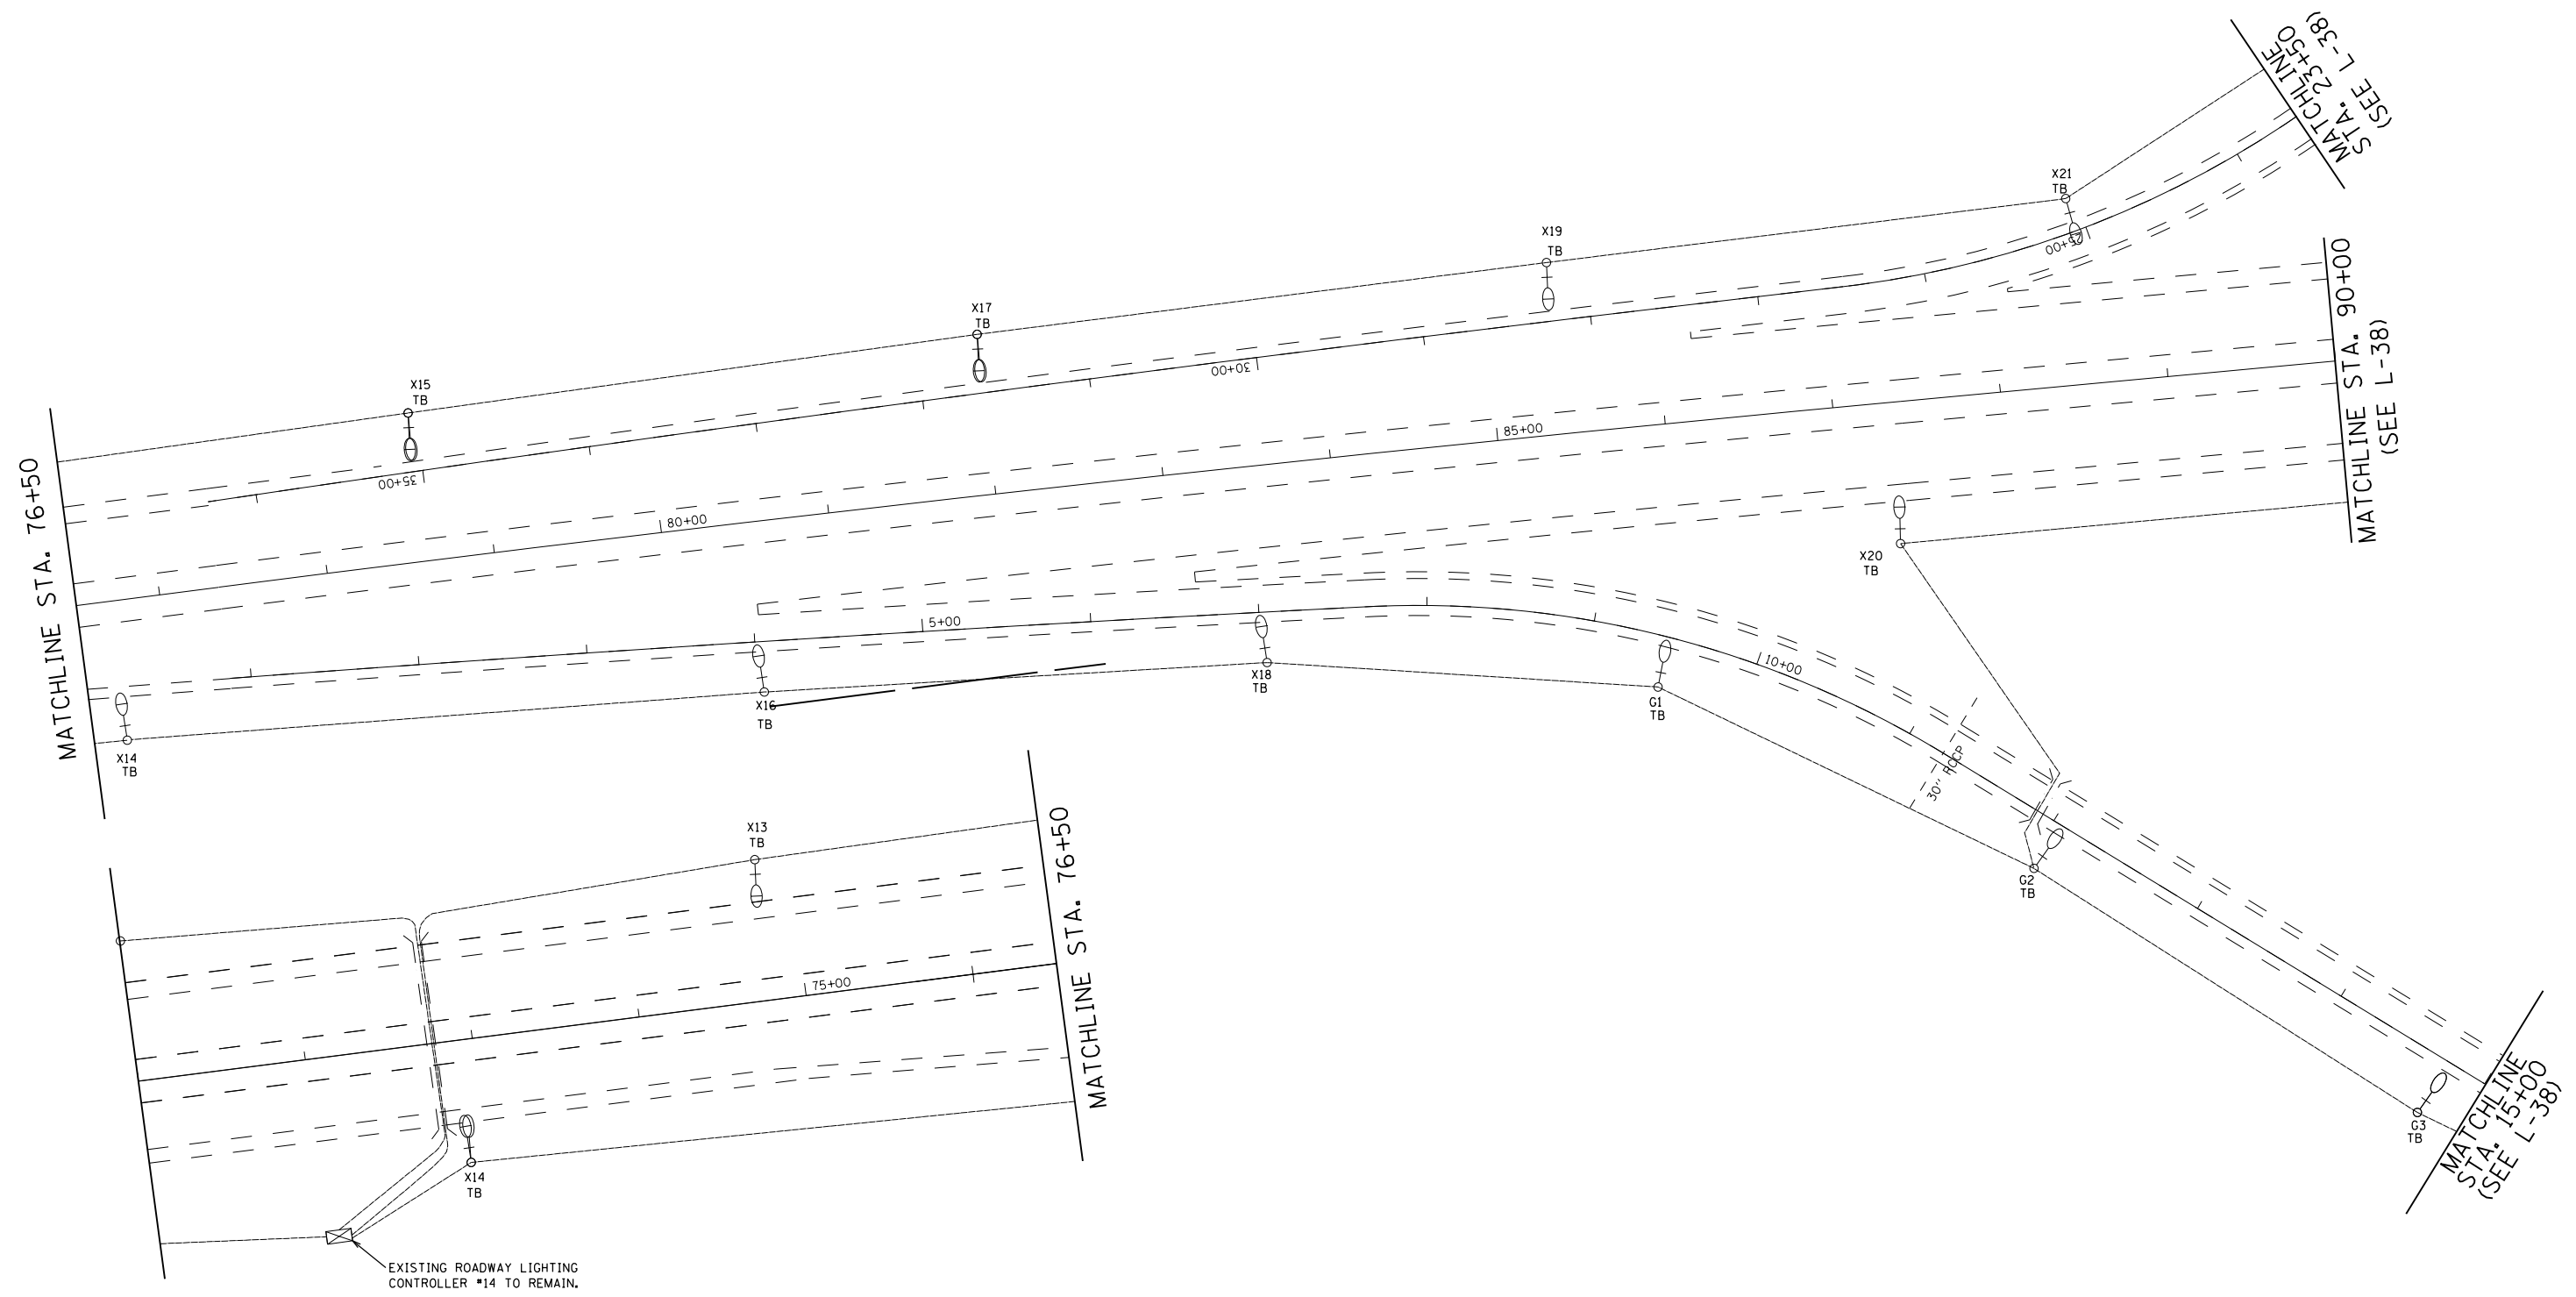 MATCHLINE
STA. 23+50
(SEE L-38)
X21
TB
25+00
X19
TB
X17
TB
30+00
X15
TB
35+00
MATCHLINE STA. 90+00
(SEE L-38)
85+00
80+00
MATCHLINE STA. 76+50
X20
TB
5+00
10+00
X18
TB
X16
TB
G1
TB
X14
TB
30" RCCP
G2
TB
X13
TB
MATCHLINE STA. 76+50
75+00
X14
TB
G3
TB
MATCHLINE
STA. 15+00
(SEE L-38)
EXISTING ROADWAY LIGHTING
CONTROLLER #14 TO REMAIN.